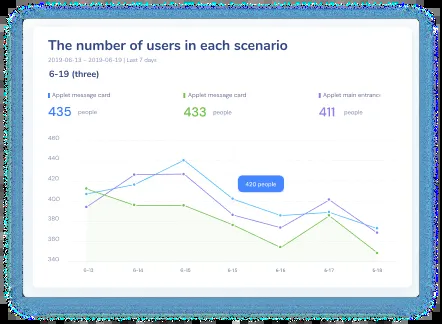 The number of users in each scenario
2019-06-13 ~ 2019-06-19 | Last 7 days
6-19 (three)
Applet message card
Applet message card
Applet main entrance
435 people
433 people
411 people
460
440
420
400
380
360
340
420 people
6-13
6-14
6-15
6-15
6-16
6-17
6-18